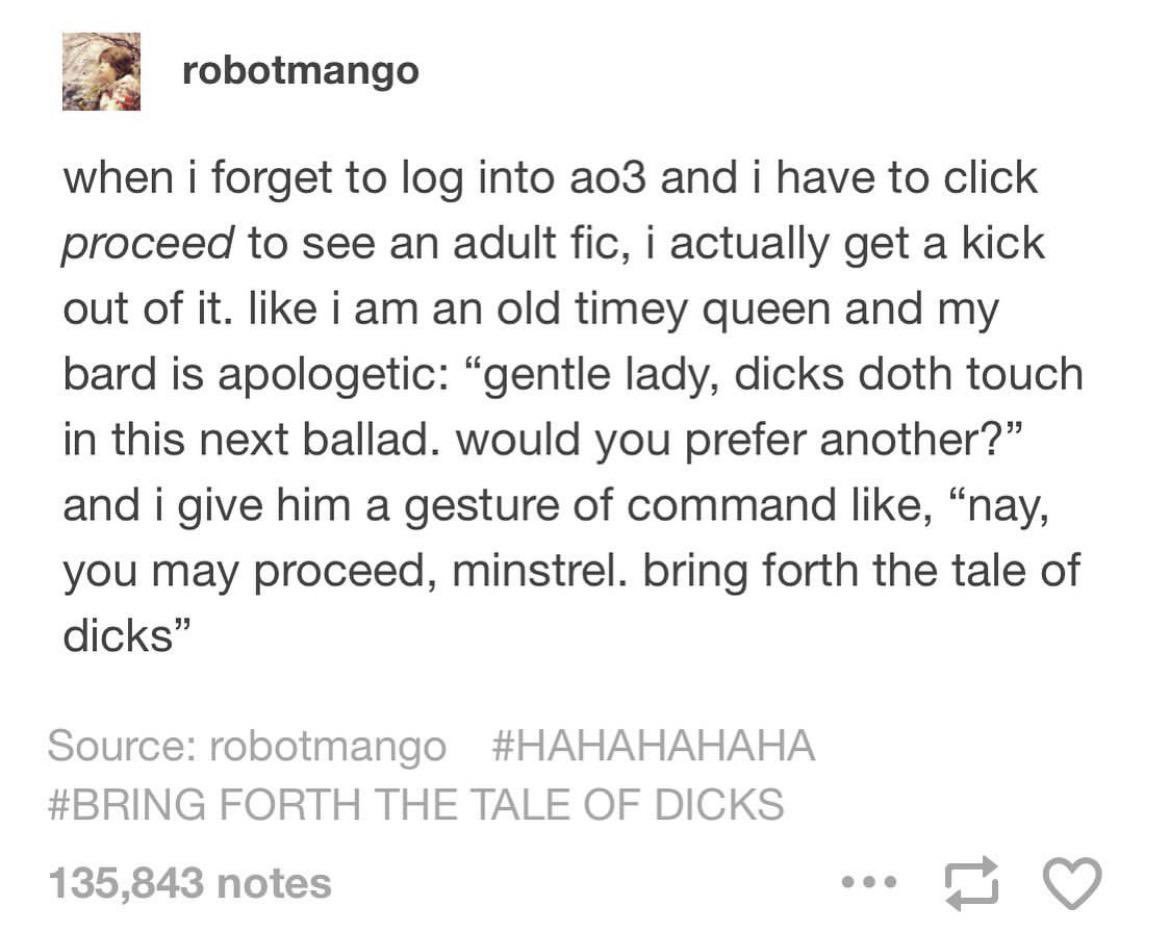 robotmango
when i forget to log into ao3 and i have to click
proceed to see an adult fic, i actually get a kick
out of it. like i am an old timey queen and my
bard is apologetic: “gentle lady, dicks doth touch
in this next ballad. would you prefer another?”
and i give him a gesture of command like, “nay,
you may proceed, minstrel. bring forth the tale of
dicks”
Source: robotmango #HAHAHAHAHA
#BRING FORTH THE TALE OF DICKS
135,843 notes